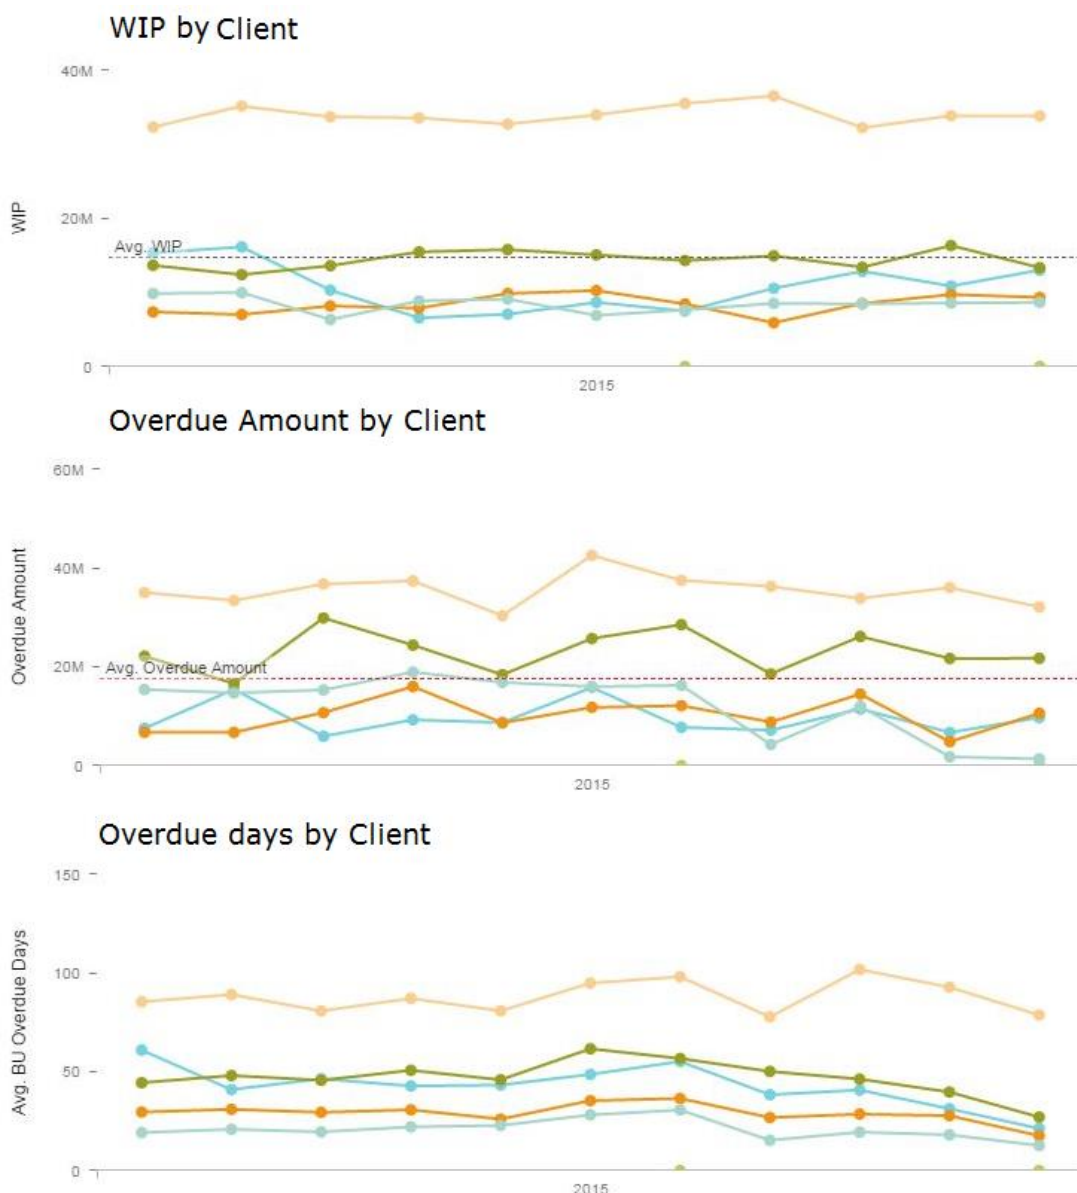 WIP by Client
40M
WIP
20M
Avg. WIP
0
2015
Overdue Amount by Client
60M
Overdue Amount
40M
20M
Avg. Overdue Amount
0
2015
Overdue days by Client
150
Avg. BU Overdue Days
100
50
0
2015